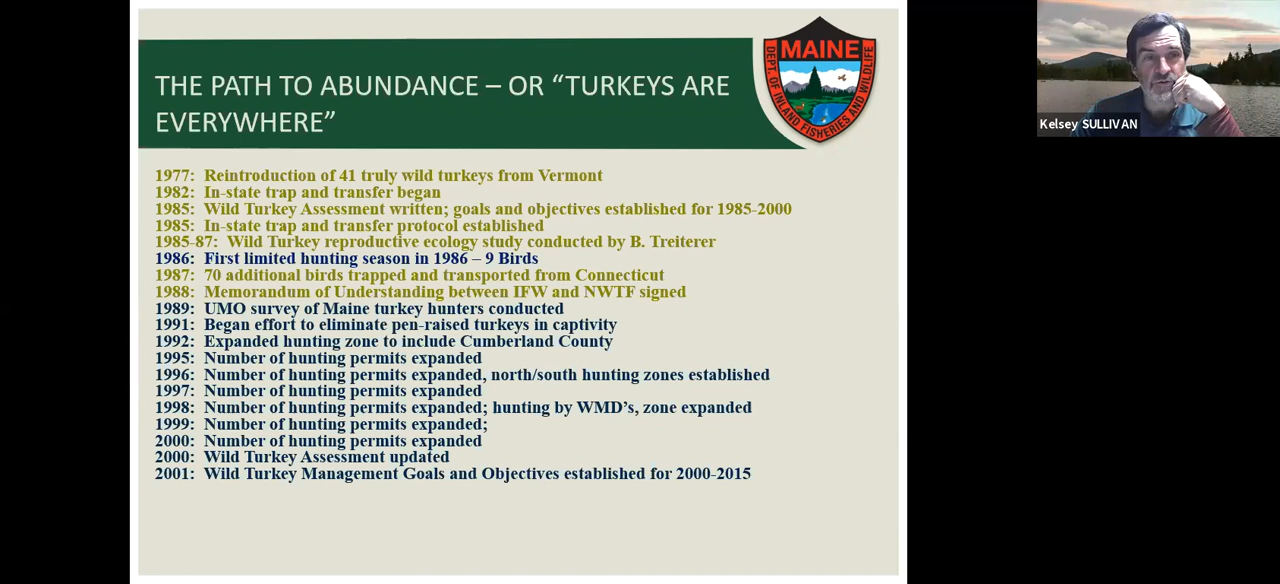 THE PATH TO ABUNDANCE – OR “TURKEYS ARE
EVERYWHERE”
MAINE
DEPT. OF INLAND FISHERIES AND WILDLIFE
Kelsey SULLIVAN
1977: Reintroduction of 41 truly wild turkeys from Vermont
1982: In-state trap and transfer began
1985: Wild Turkey Assessment written; goals and objectives established for 1985-2000
1985: In-state trap and transfer protocol established
1985-87: Wild Turkey reproductive ecology study conducted by B. Treiterer
1986: First limited hunting season in 1986 – 9 Birds
1987: 70 additional birds trapped and transported from Connecticut
1988: Memorandum of Understanding between IFW and NWTF signed
1989: UMO survey of Maine turkey hunters conducted
1991: Began effort to eliminate pen-raised turkeys in captivity
1992: Expanded hunting zone to include Cumberland County
1995: Number of hunting permits expanded
1996: Number of hunting permits expanded, north/south hunting zones established
1997: Number of hunting permits expanded
1998: Number of hunting permits expanded; hunting by WMD’s, zone expanded
1999: Number of hunting permits expanded;
2000: Number of hunting permits expanded
2000: Wild Turkey Assessment updated
2001: Wild Turkey Management Goals and Objectives established for 2000-2015